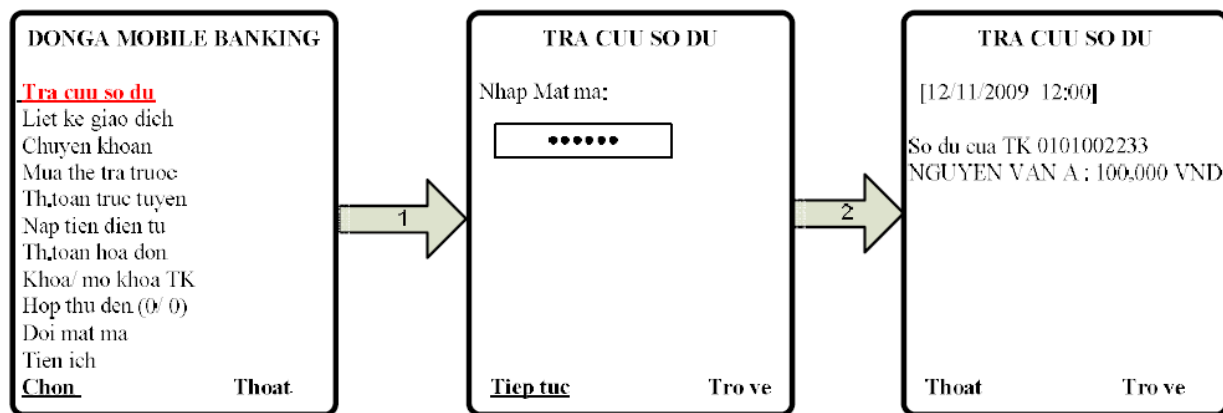 DONGA MOBILE BANKING
Tra cuu so du
Liet ke giao dich
Chuyen khoan
Mua the tra truoc
Th.toan truc tuyen
Nap tien dien tu
Th.toan hoa don
Khoa/ mo khoa TK
Hop thu den (0/ 0)
Doi mat ma
Tien ich
Chon Thoat
1
TRA CUU SO DU
Nhap Mat ma:
••••••
Tiep tuc Tro ve
2
TRA CUU SO DU
[12/11/2009 12:00]
So du cua TK 0101002233
NGUYEN VAN A : 100,000 VND
Thoat Tro ve